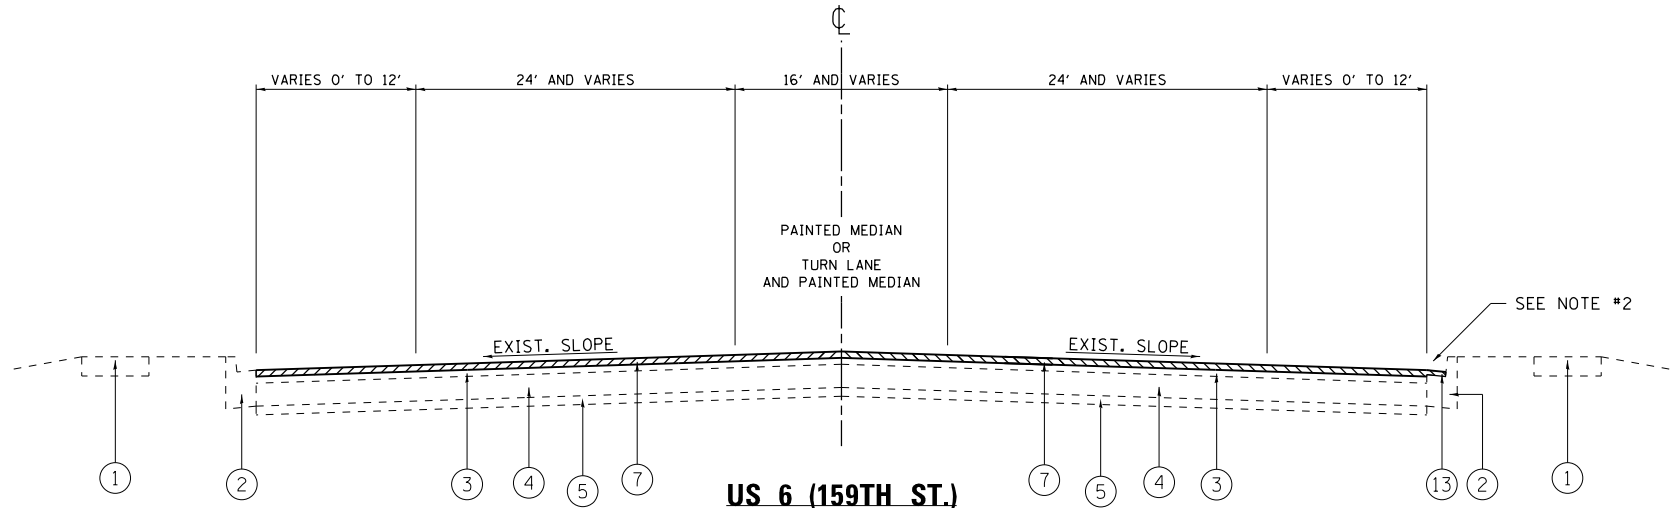 ℄
VARIES 0' TO 12' 24' AND VARIES 16' AND VARIES 24' AND VARIES VARIES 0' TO 12'
PAINTED MEDIAN
OR
TURN LANE
AND PAINTED MEDIAN
SEE NOTE #2
EXIST. SLOPE EXIST. SLOPE
1 2 3 4 5 7 7 5 4 3 13 2 1
US 6 (159TH ST.)